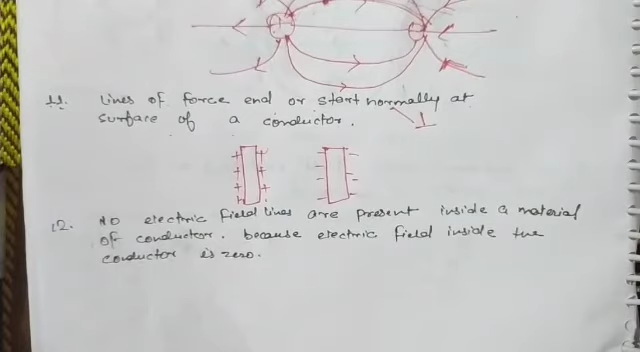 11. Lines of force end or start normally at
surface of a conductor. ⊥
+ + + + + + + +
- - - - - -
12. No electric field lines are present inside a material
of conductor. because electric field inside the
conductor is zero.